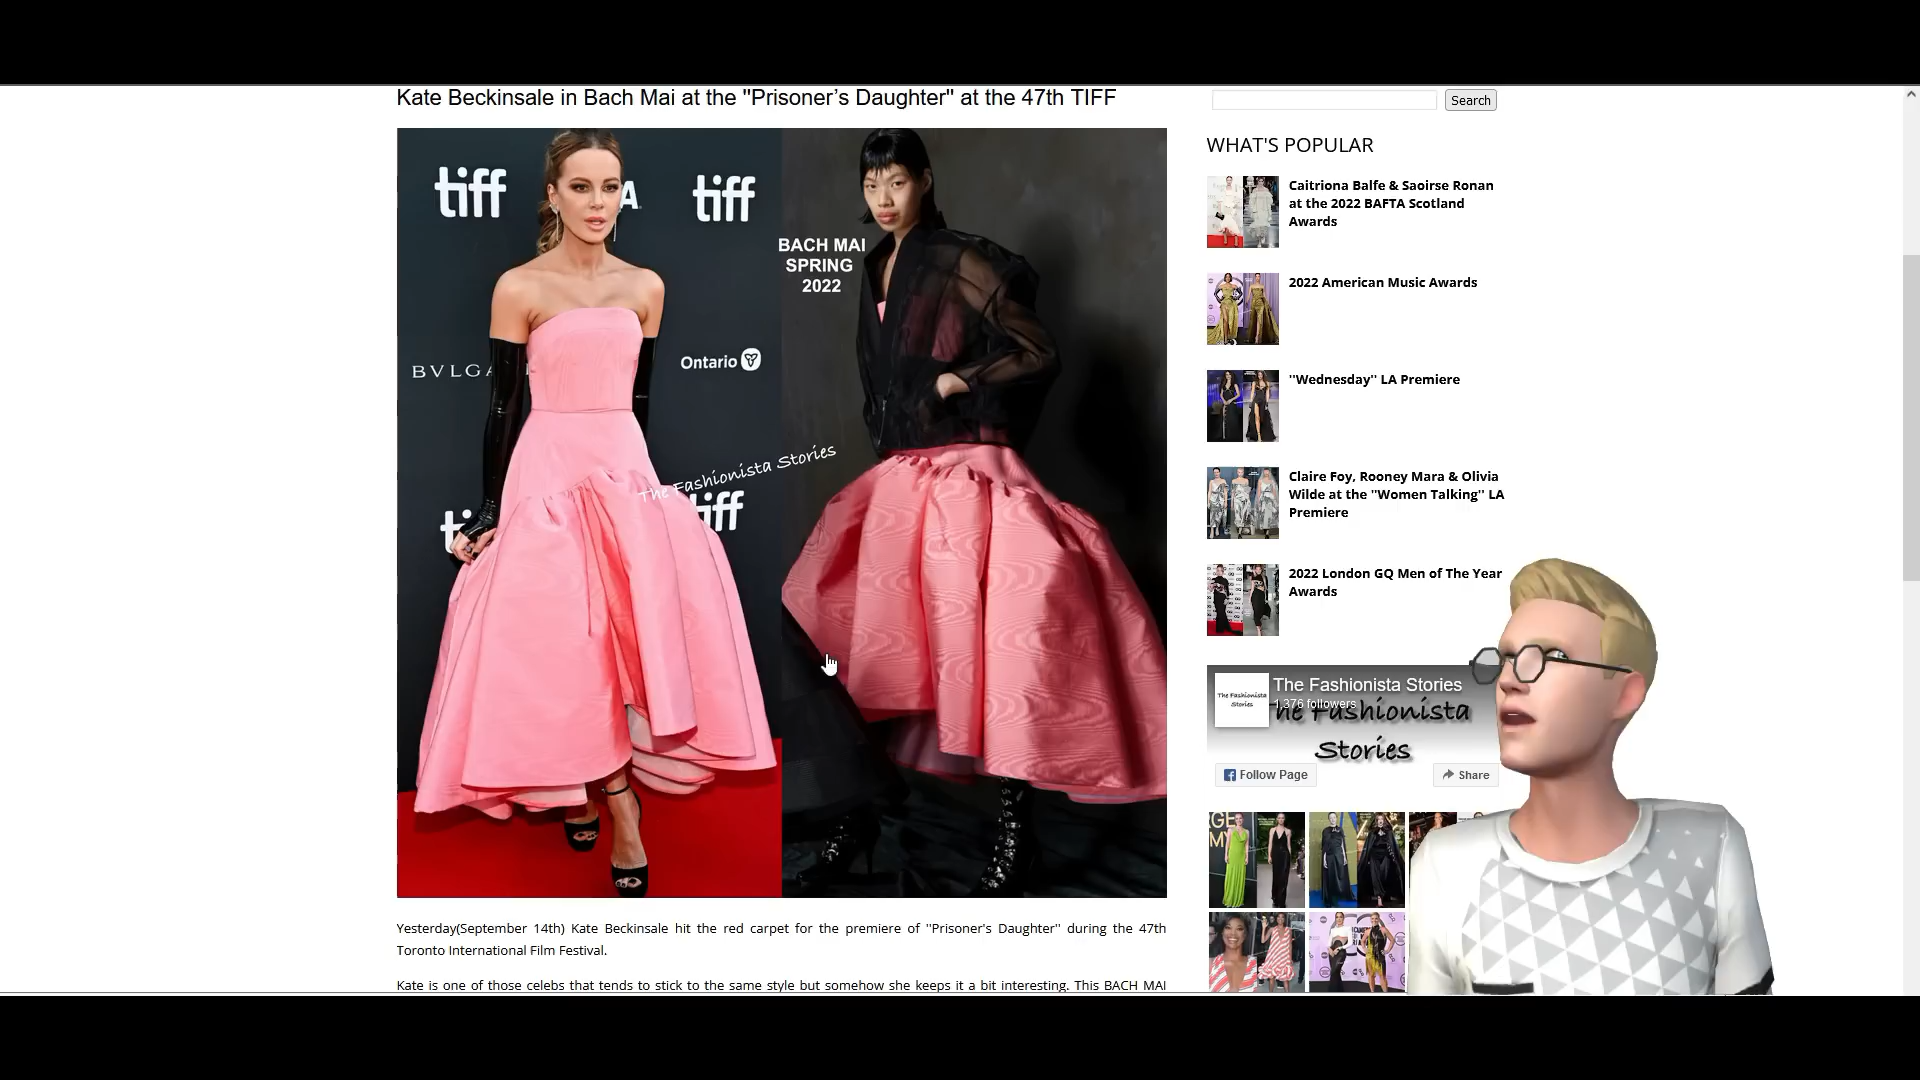 Kate Beckinsale in Bach Mai at the ''Prisoner’s Daughter'' at the 47th TIFF
tiff
A.
tiff
BACH MAI
SPRING
2022
BVLGA
Ontario
The Fashionista Stories
ti
tiff
Yesterday(September 14th) Kate Beckinsale hit the red carpet for the premiere of ''Prisoner's Daughter'' during the 47th
Toronto International Film Festival.
Kate is one of those celebs that tends to stick to the same style but somehow she keeps it a bit interesting. This BACH MAI
Search
WHAT'S POPULAR
Caitriona Balfe & Saoirse Ronan
at the 2022 BAFTA Scotland
Awards
2022 American Music Awards
''Wednesday'' LA Premiere
Claire Foy, Rooney Mara & Olivia
Wilde at the ''Women Talking'' LA
Premiere
2022 London GQ Men of The Year
Awards
The Fashionista
Stories
The Fashionista Stories
1,376 followers
he Fashionista
Stories
Follow Page
Share